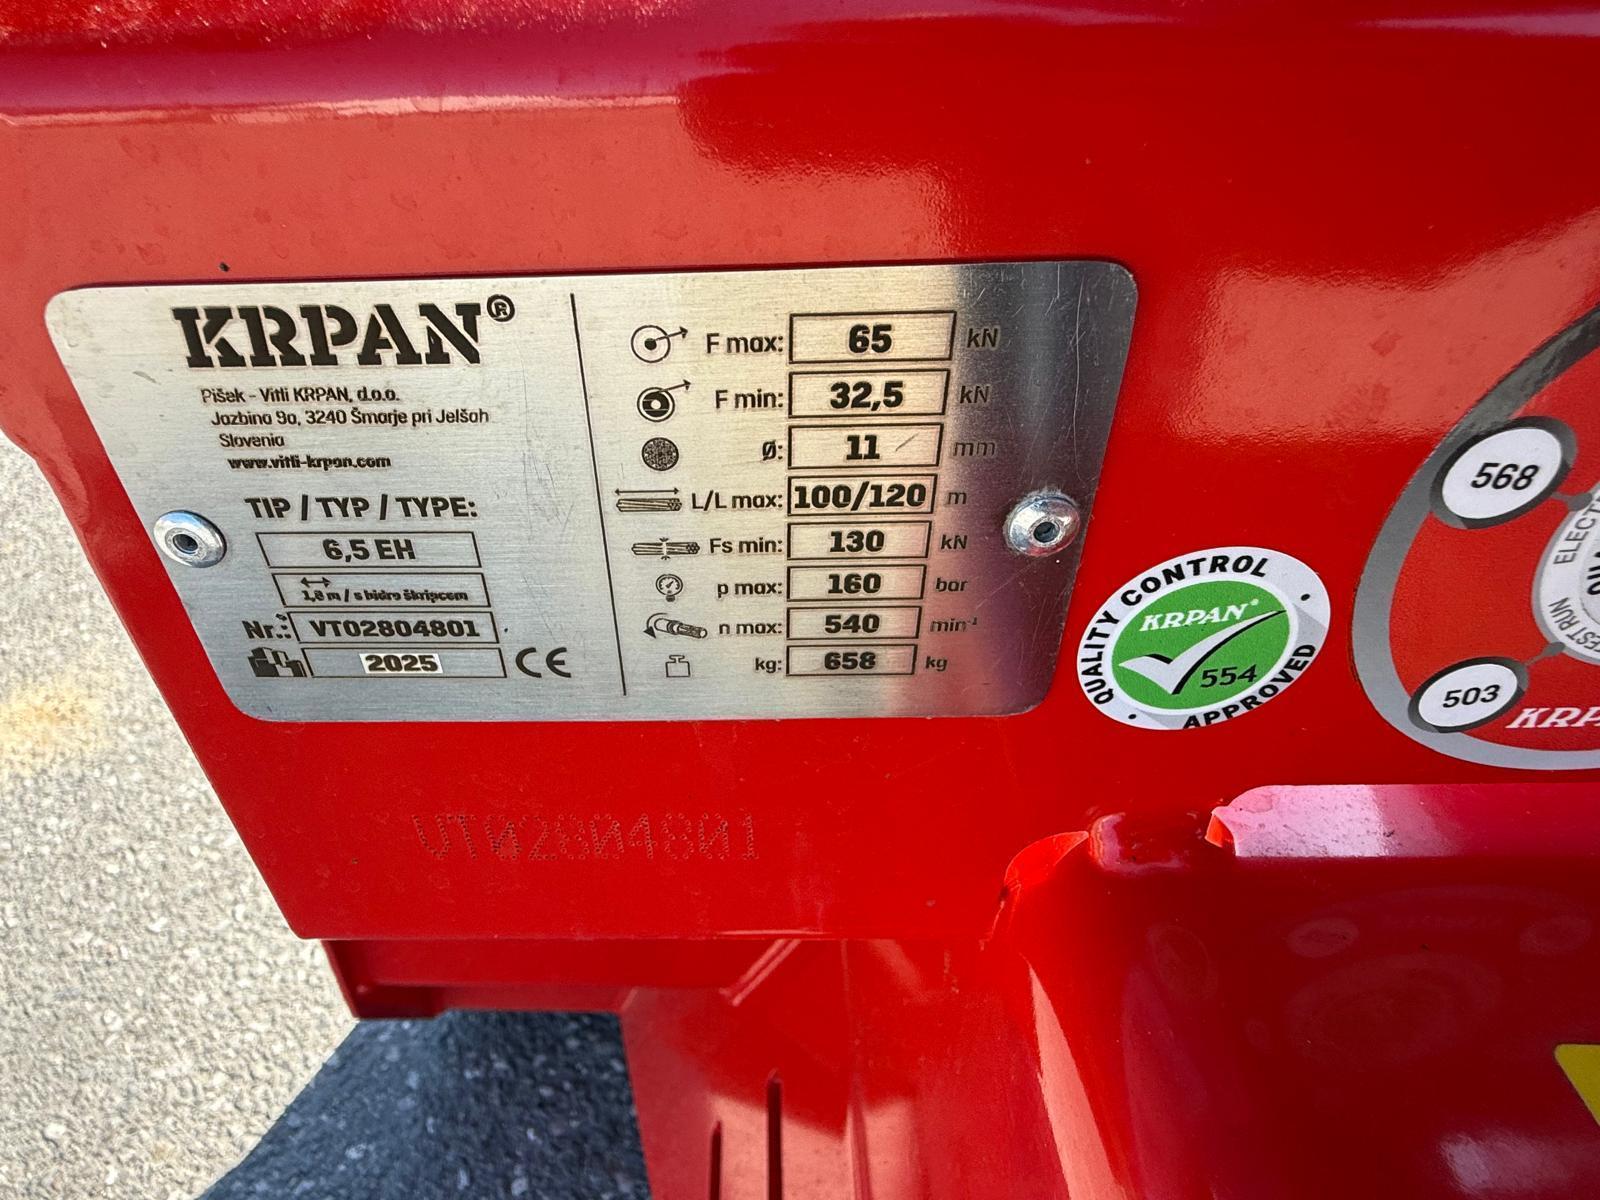 KRPAN®
Pišek - Vitli KRPAN, d.o.o.
Jazbina 9a, 3240 Šmarje pri Jelšah
Slovenia
www.vitli-krpan.com
TIP / TYP / TYPE:
6,5 EH
1,8 m / s hidro škripcem
Nr.: VT02804801
2025 CE
F max: 65 kN
F min: 32,5 kN
Ø: 11 mm
L/L max: 100/120 m
Fs min: 130 kN
p max: 160 bar
n max: 540 min-1
kg: 658 kg
QUALITY CONTROL
KRPAN®
554
APPROVED
568
503
TEST RUN
VT02804801